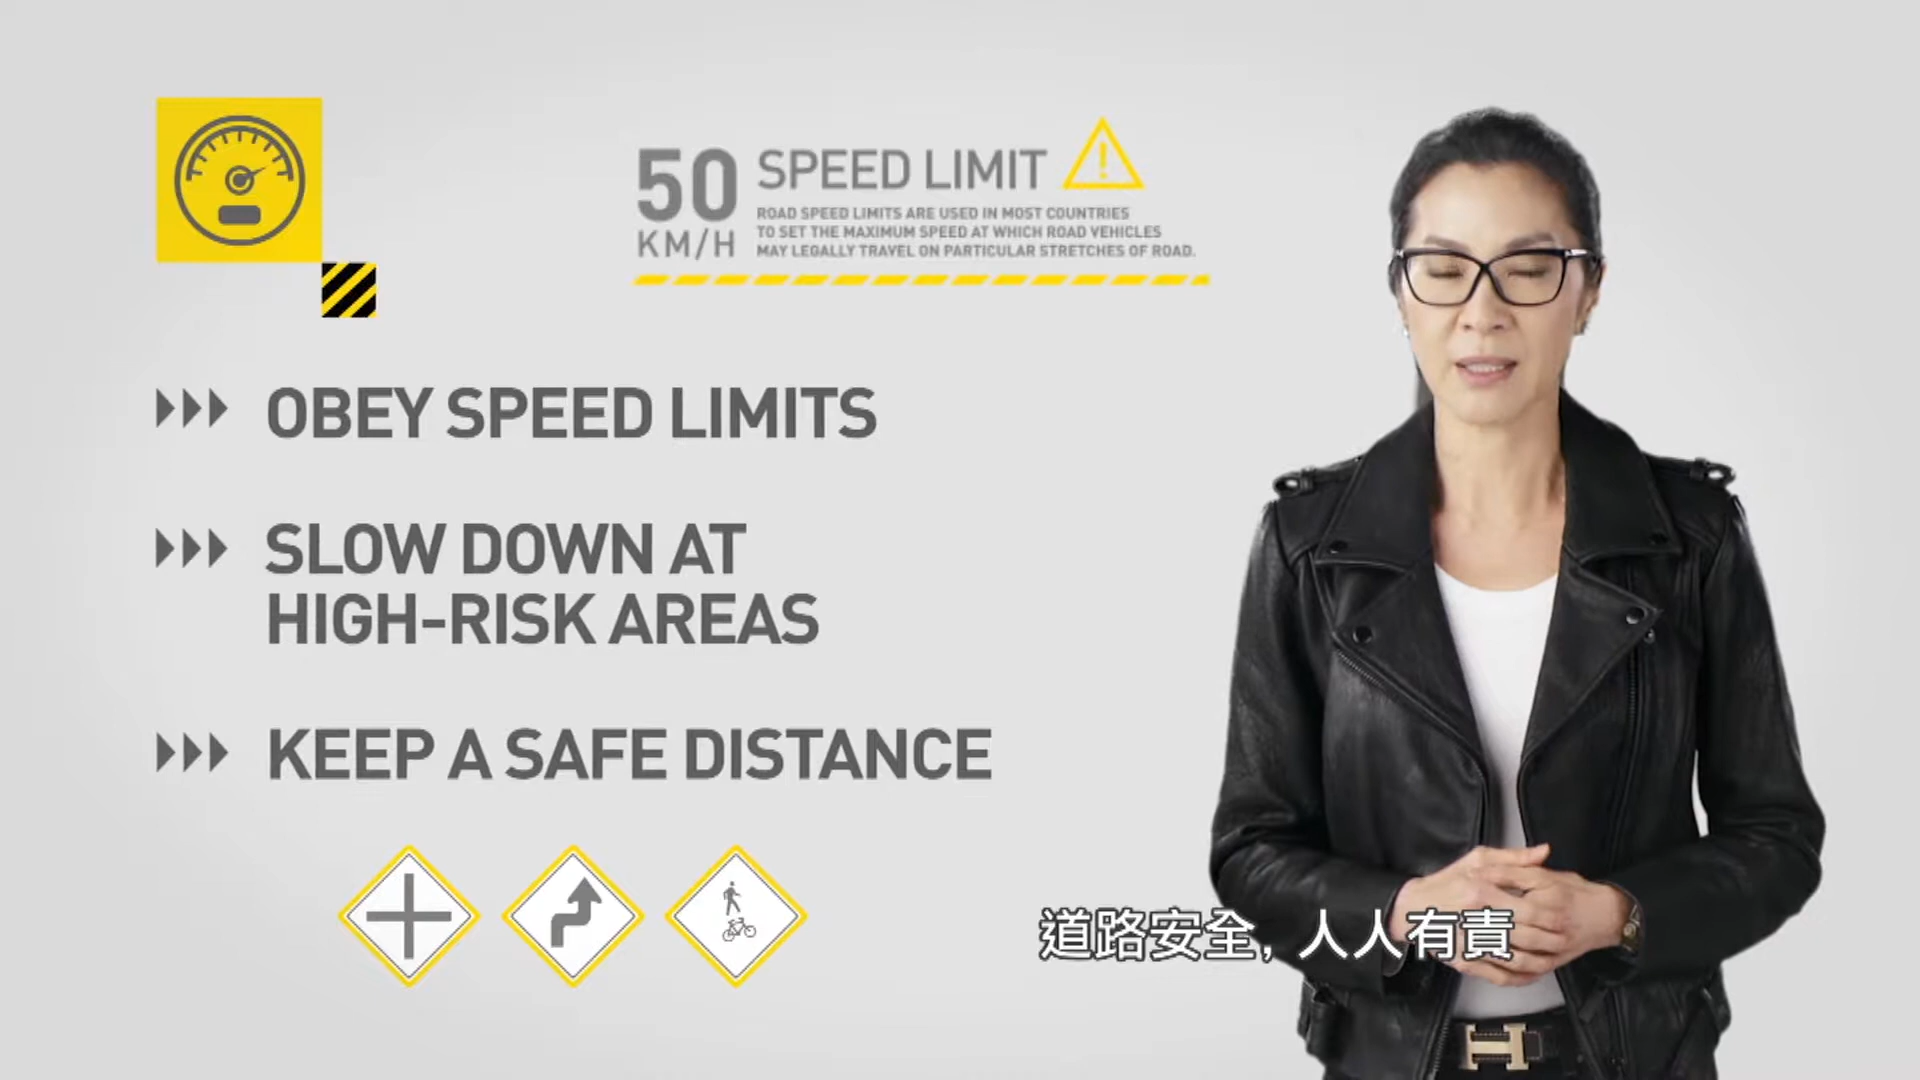 50
KM/H
SPEED LIMIT
ROAD SPEED LIMITS ARE USED IN MOST COUNTRIES
TO SET THE MAXIMUM SPEED AT WHICH ROAD VEHICLES
MAY LEGALLY TRAVEL ON PARTICULAR STRETCHES OF ROAD.
OBEY SPEED LIMITS
SLOW DOWN AT
HIGH-RISK AREAS
KEEP A SAFE DISTANCE
道路安全, 人人有責